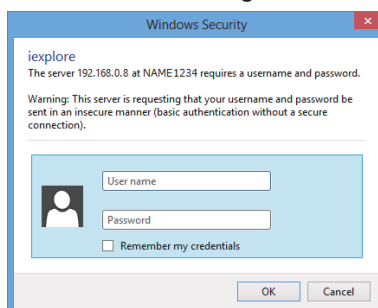 Windows Security
iexplore
The server 192.168.0.8 at NAME1234 requires a username and password.
Warning: This server is requesting that your username and password be
sent in an insecure manner (basic authentication without a secure
connection).
User name
Password
Remember my credentials
OK
Cancel